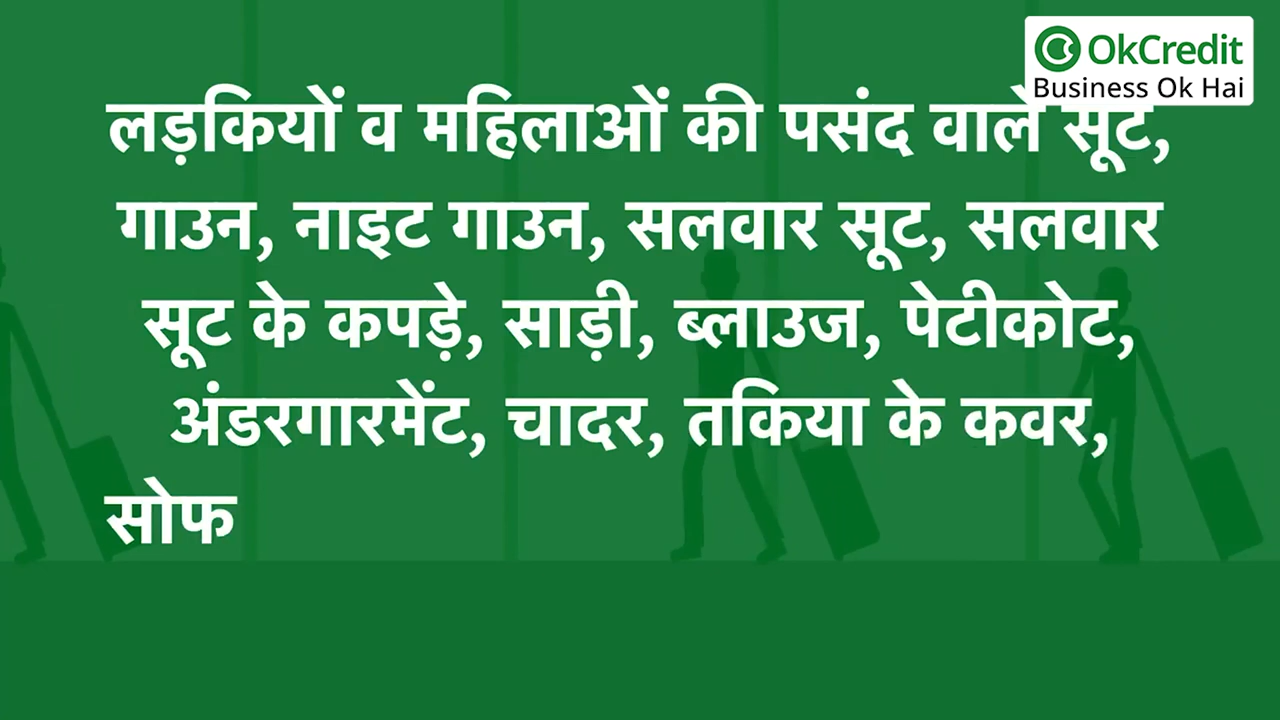 OkCredit
Business Ok Hai
लड़कियों व महिलाओं की पसंद वाले सूट,
गाउन, नाइट गाउन, सलवार सूट, सलवार
सूट के कपड़े, साड़ी, ब्लाउज, पेटीकोट,
अंडरगारमेंट, चादर, तकिया के कवर,
सोफ